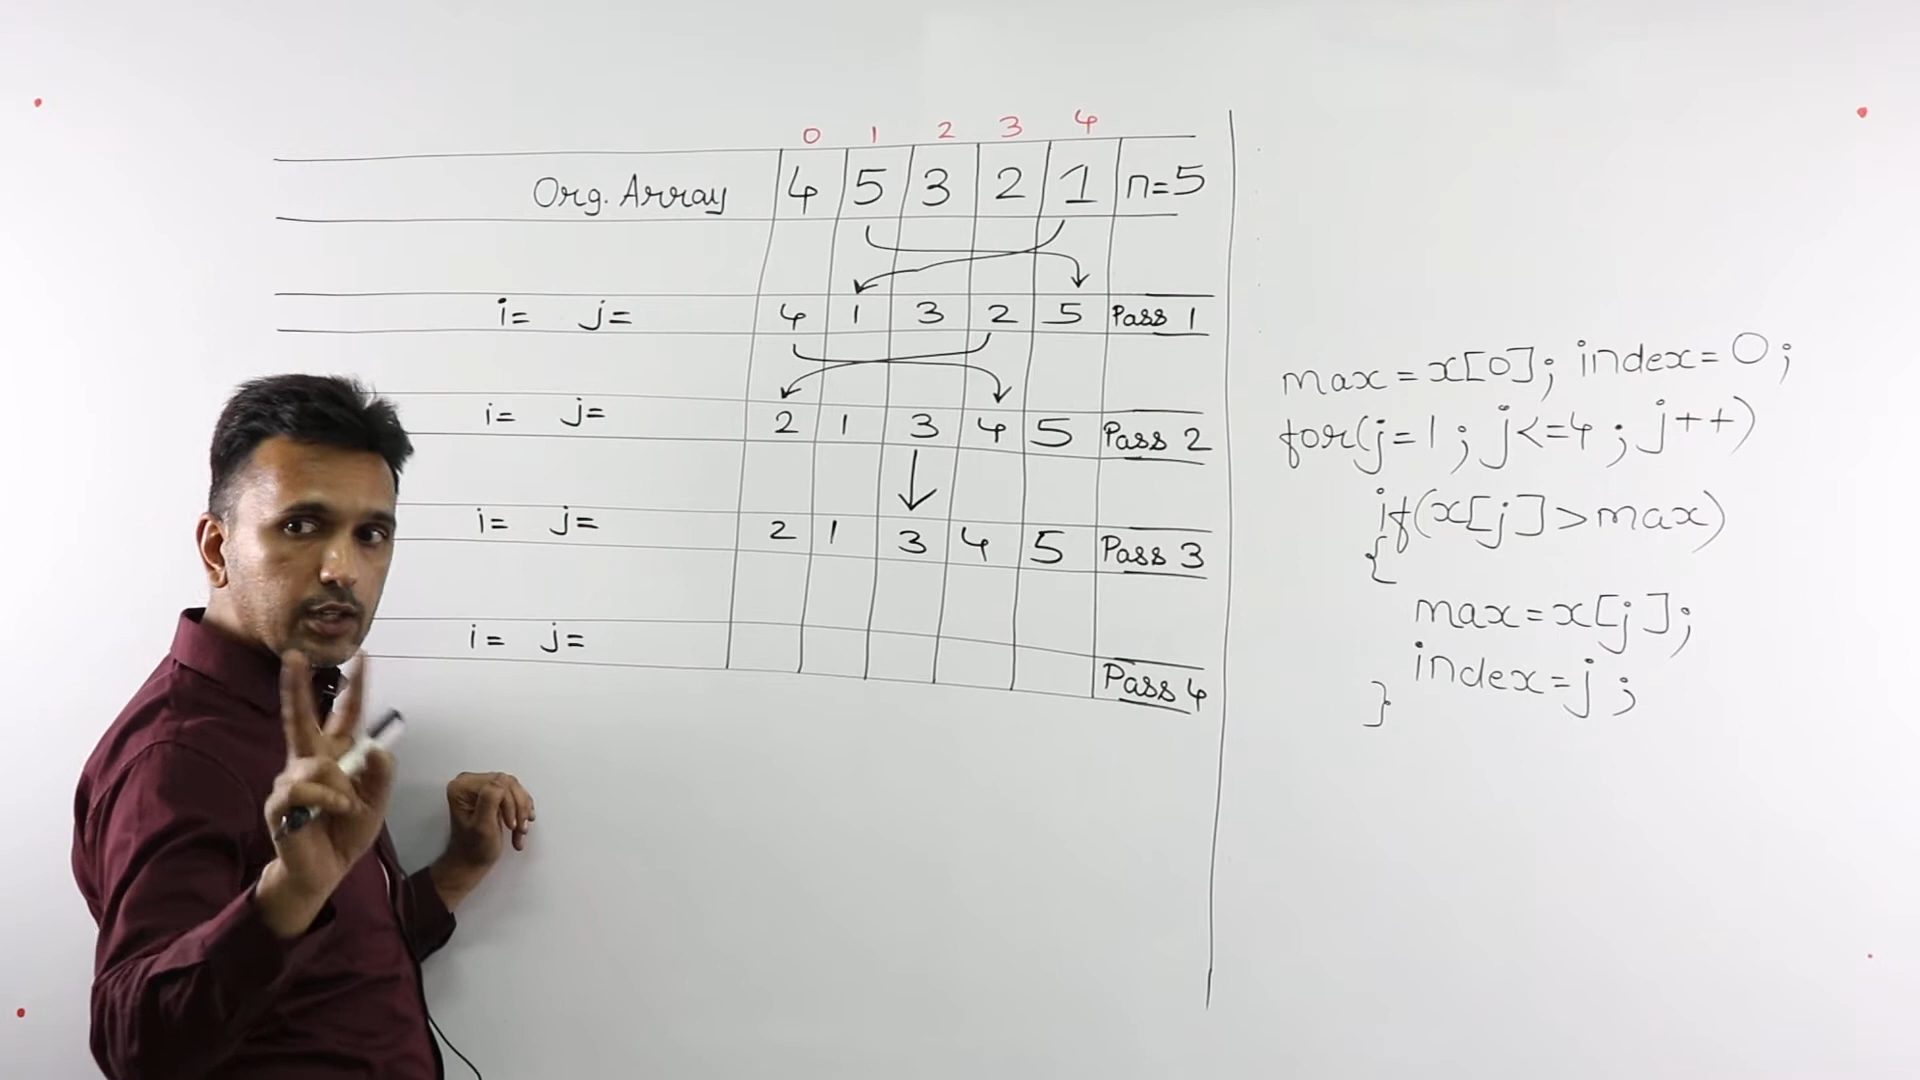 0 1 2 3 4
Org. Array 4 5 3 2 1 n=5
i= j= 4 1 3 2 5 Pass 1
i= j= 2 1 3 4 5 Pass 2
i= j= 2 1 3 4 5 Pass 3
i= j= Pass 4
max=x[0]; index=0;
for(j=1; j<=4; j++)
if(x[j]>max)
{
max=x[j];
index=j;
}